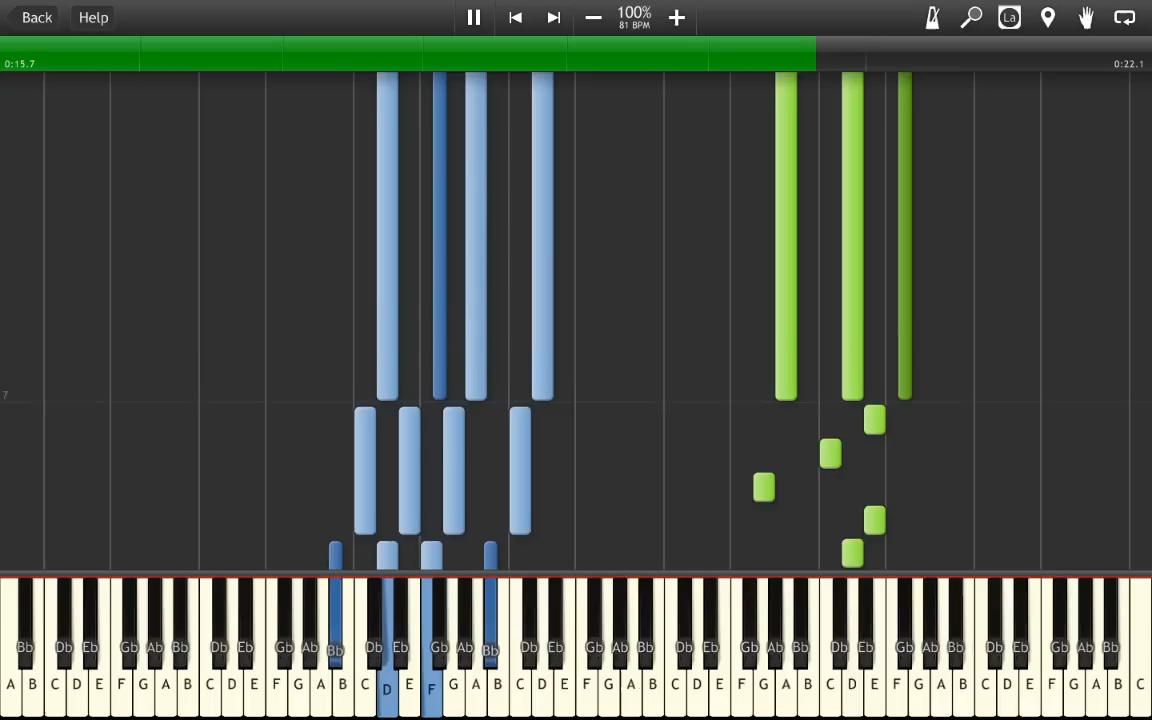 Back Help 100% La
81 BPM
0:15.7 0:22.1
7
Bb Db Eb Gb Ab Bb Db Eb Gb Ab Bb Db Eb Gb Ab Bb Db Eb Gb Ab Bb Db Eb Gb Ab Bb Db Eb Gb Ab Bb Db Eb Gb Ab Bb
A B C D E F G A B C D E F G A B C D E F G A B C D E F G A B C D E F G A B C D E F G A B C D E F G A B C